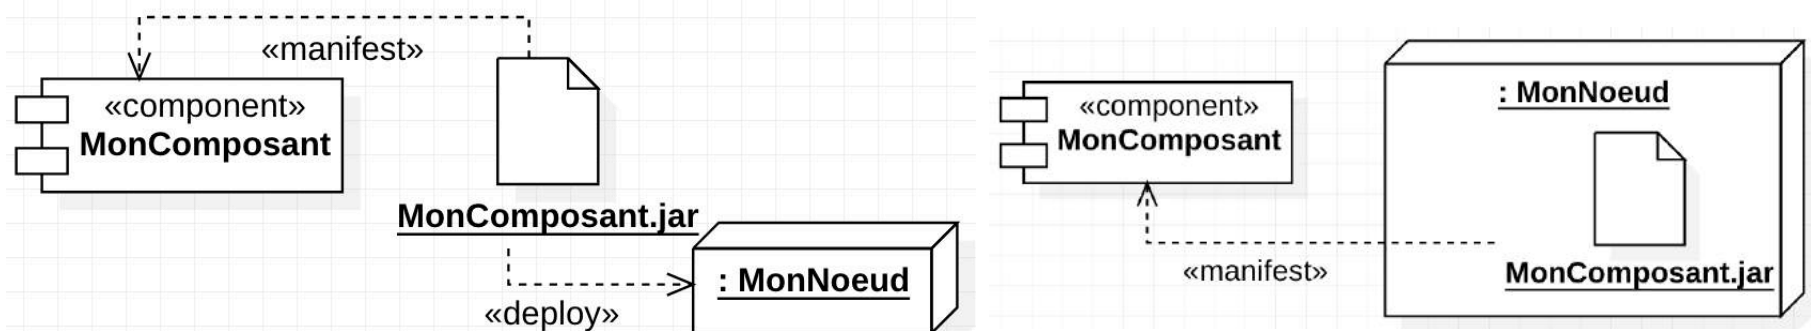 «manifest»
«component»
MonComposant
MonComposant.jar
: MonNoeud
«deploy»
: MonNoeud
«component»
MonComposant
«manifest»
MonComposant.jar